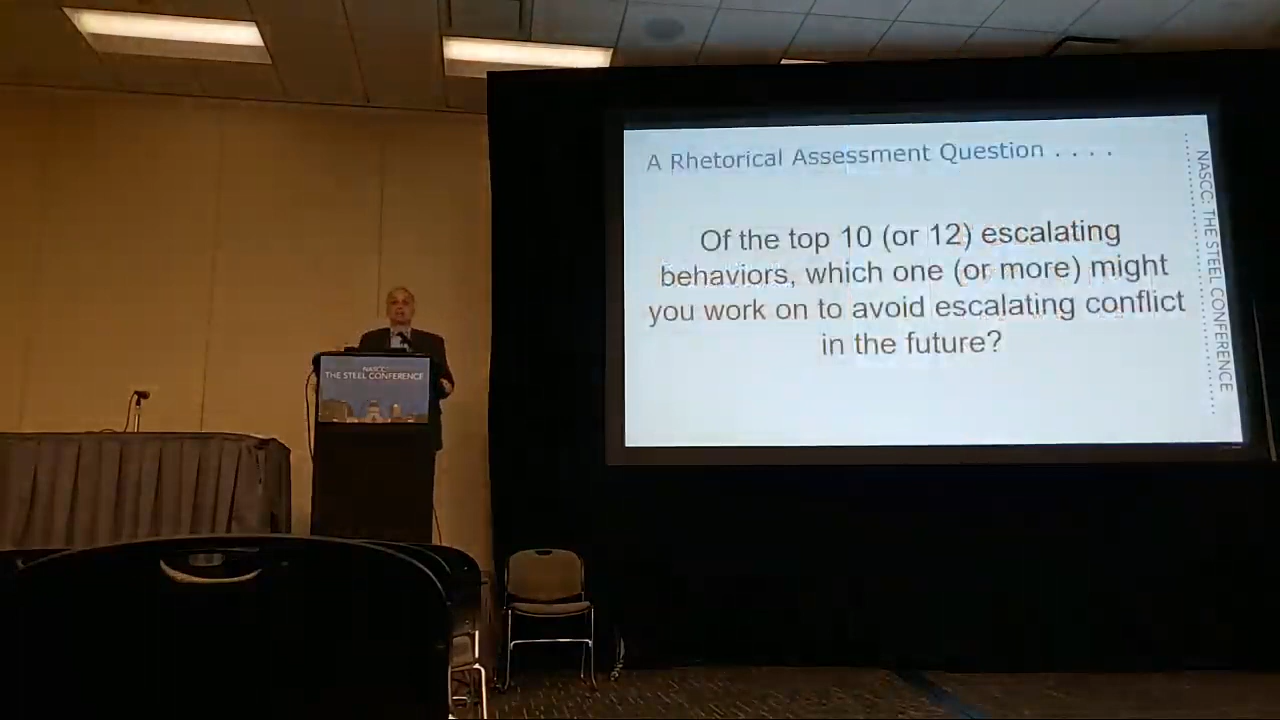 A Rhetorical Assessment Question . . . .
Of the top 10 (or 12) escalating
behaviors, which one (or more) might
you work on to avoid escalating conflict
in the future?
NASCC: THE STEEL CONFERENCE
NASCC:
THE STEEL CONFERENCE